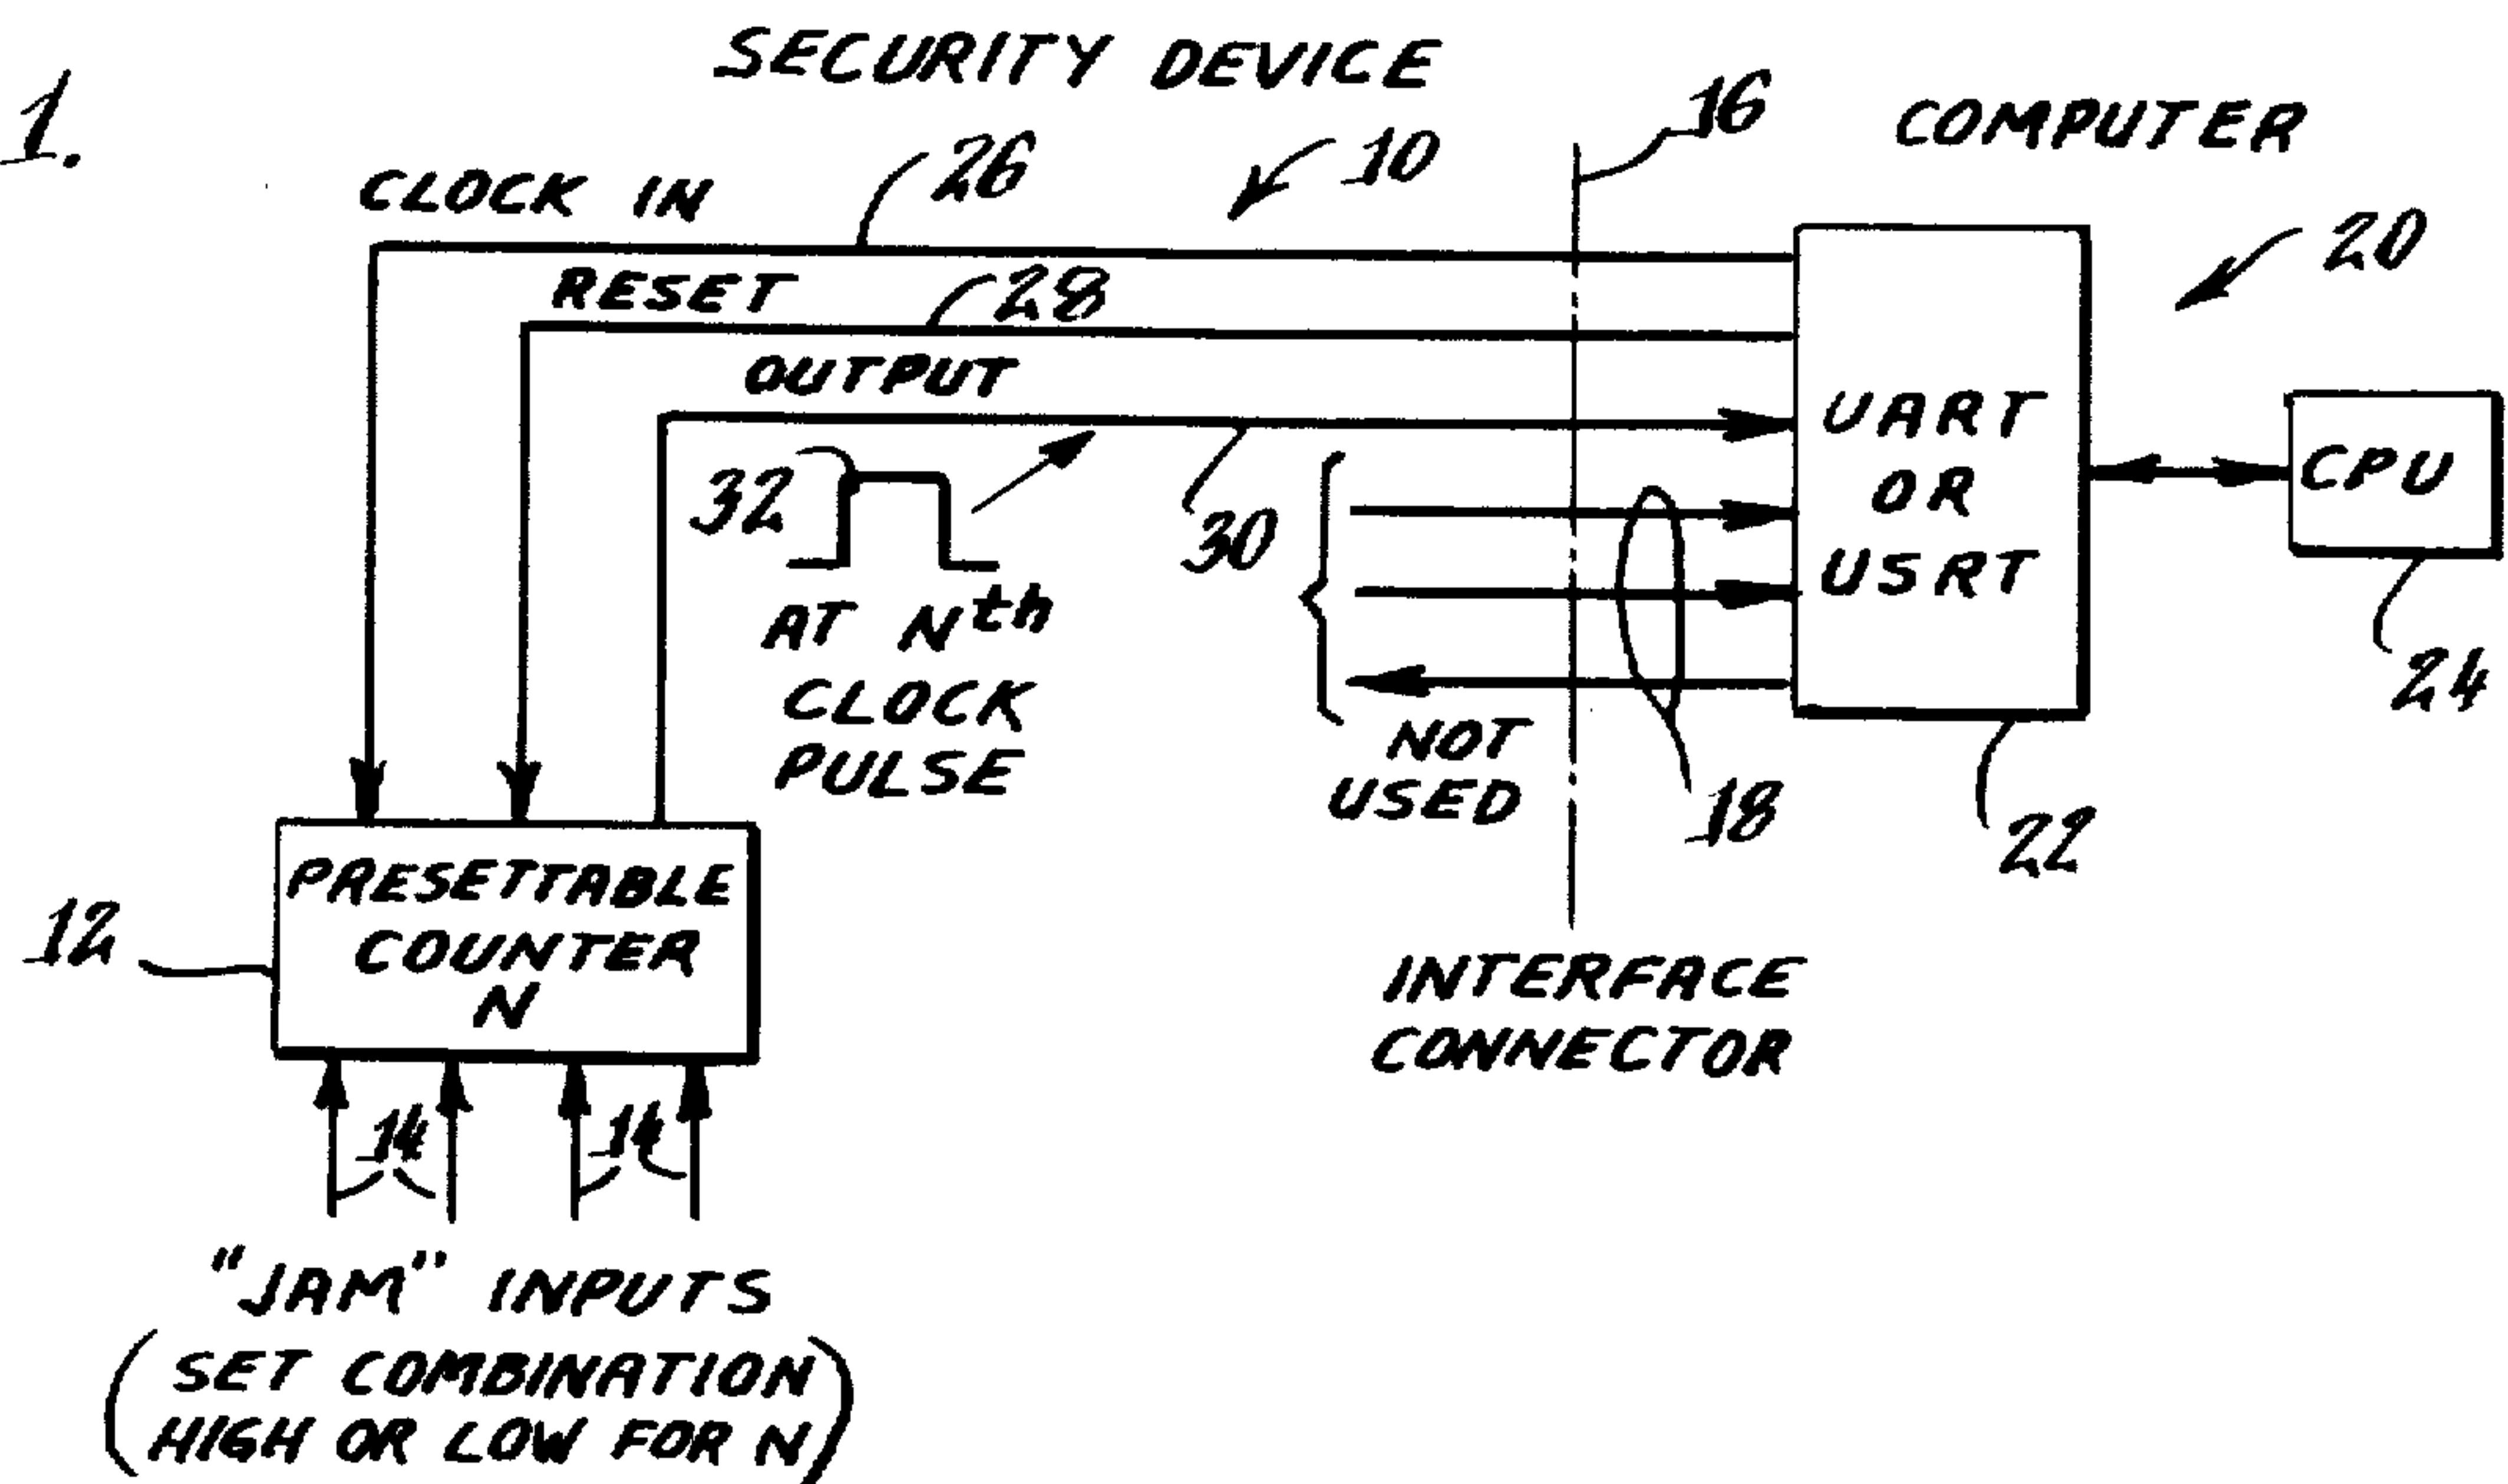 SECURITY DEVICE
1.
16
COMPUTER
CLOCK IN
26
10
20
RESET
28
OUTPUT
32
30
UART
OR
USRT
CPU
AT Nth
CLOCK
PULSE
NOT
USED
18
22
24
12
PRESETTABLE
COUNTER
N
INTERFACE
CONNECTOR
14
14
"JAM" INPUTS
(SET COMBINATION
HIGH OR LOW FOR N)